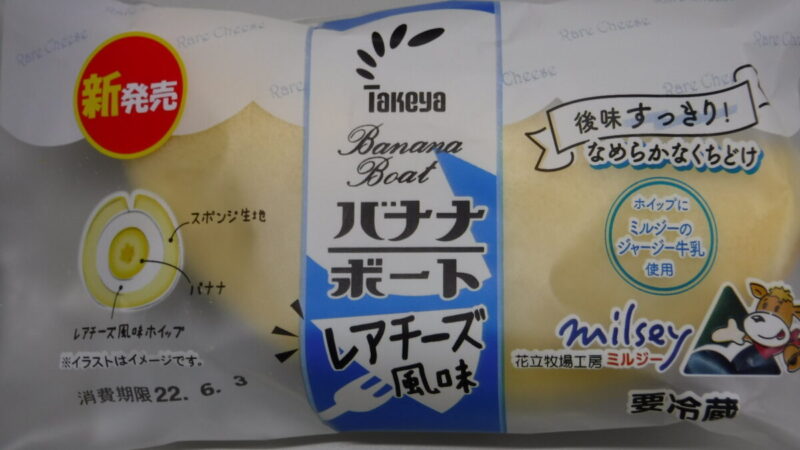 Rare Cheese
Rare Cheese
Rare Cheese
Rare Cheese
Rare Cheese
新発売
Takeya
Banana
Boat
バナナ
ボート
レアチーズ
風味
後味すっきり!
なめらかなくちどけ
ホイップに
ミルジーの
ジャージー牛乳
使用
スポンジ生地
バナナ
レアチーズ風味ホイップ
※イラストはイメージです。
消費期限22.6.3
milsey
花立牧場工房ミルジー
要冷蔵